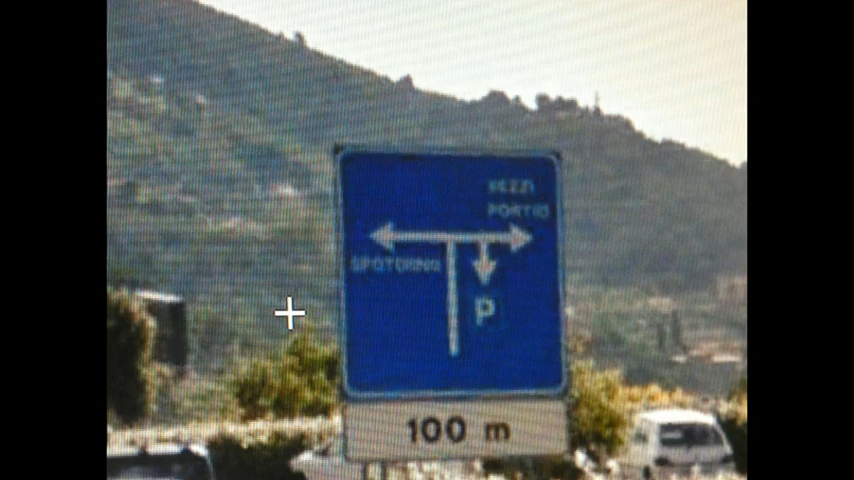 VEZZI
PORTIO
SPOTORNO
P
100 m